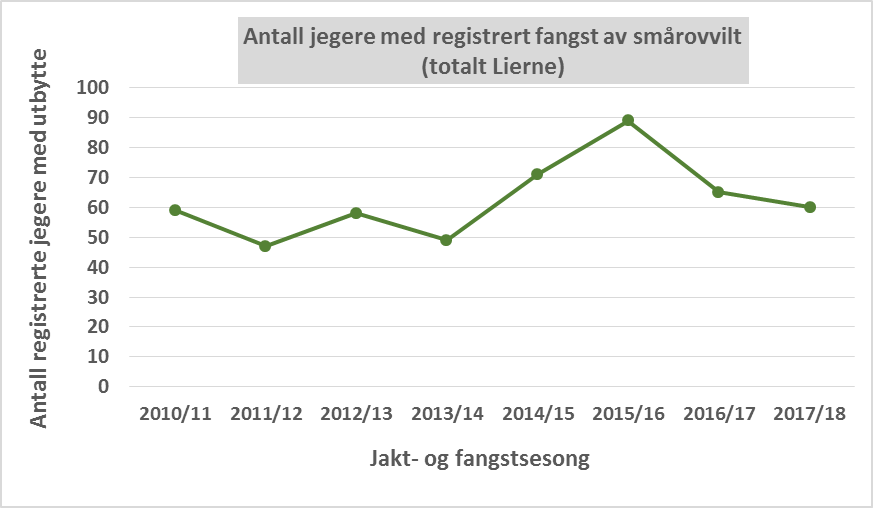 Antall jegere med registrert fangst av smårovvilt
(totalt Lierne)
Antall registrerte jegere med utbytte
100
90
80
70
60
50
40
30
20
10
0
2010/11 2011/12 2012/13 2013/14 2014/15 2015/16 2016/17 2017/18
Jakt- og fangstsesong